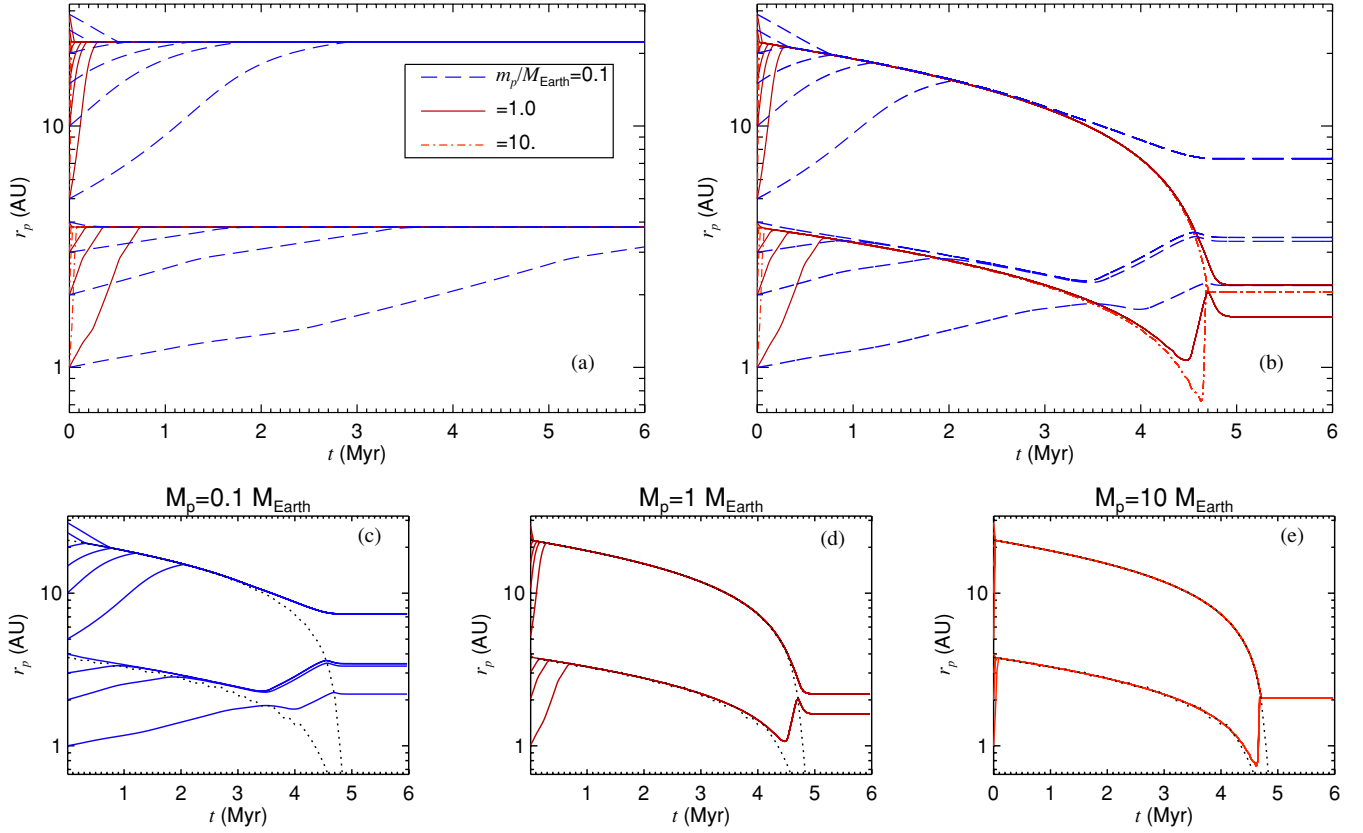 10
1
r_p (AU)
m_p/M_Earth=0.1
=1.0
=10.
(a)
0 1 2 3 4 5 6
t (Myr)
10
1
r_p (AU)
(b)
0 1 2 3 4 5 6
t (Myr)
M_p=0.1 M_Earth
(c)
10
1
r_p (AU)
1 2 3 4 5 6
t (Myr)
M_p=1 M_Earth
(d)
10
1
r_p (AU)
1 2 3 4 5 6
t (Myr)
M_p=10 M_Earth
(e)
10
1
r_p (AU)
0 1 2 3 4 5 6
t (Myr)